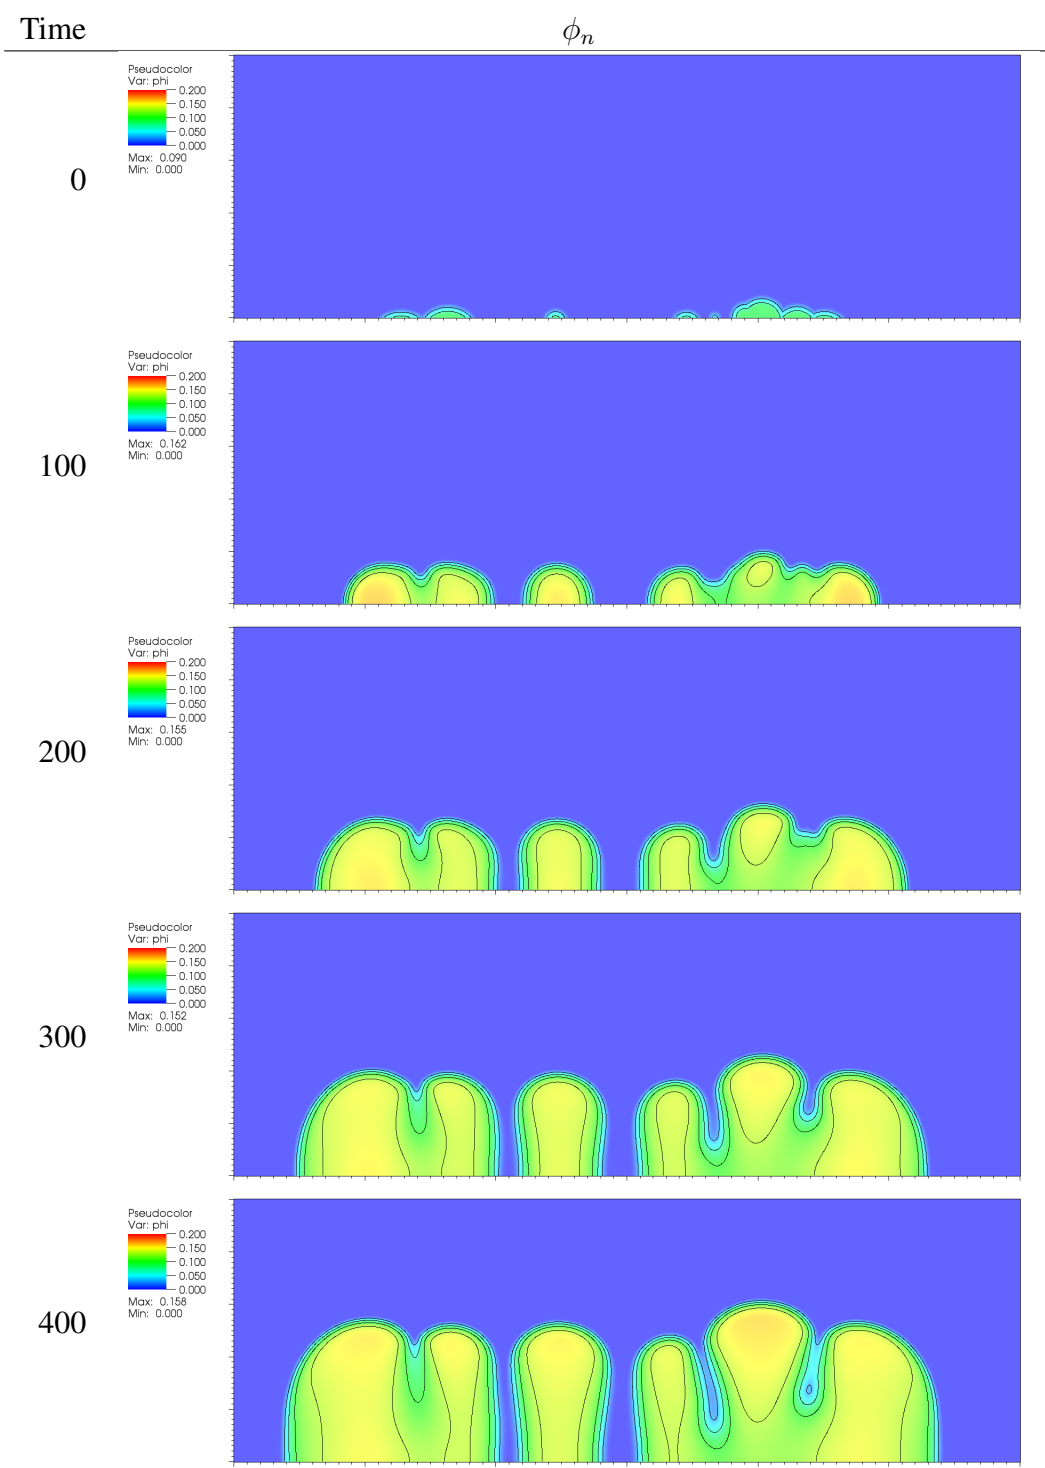 Time ϕn
Pseudocolor
Var: phi
0.200
0.150
0.100
0.050
0.000
Max: 0.090
Min: 0.000
0
Pseudocolor
Var: phi
0.200
0.150
0.100
0.050
0.000
Max: 0.162
Min: 0.000
100
Pseudocolor
Var: phi
0.200
0.150
0.100
0.050
0.000
Max: 0.155
Min: 0.000
200
Pseudocolor
Var: phi
0.200
0.150
0.100
0.050
0.000
Max: 0.152
Min: 0.000
300
Pseudocolor
Var: phi
0.200
0.150
0.100
0.050
0.000
Max: 0.158
Min: 0.000
400